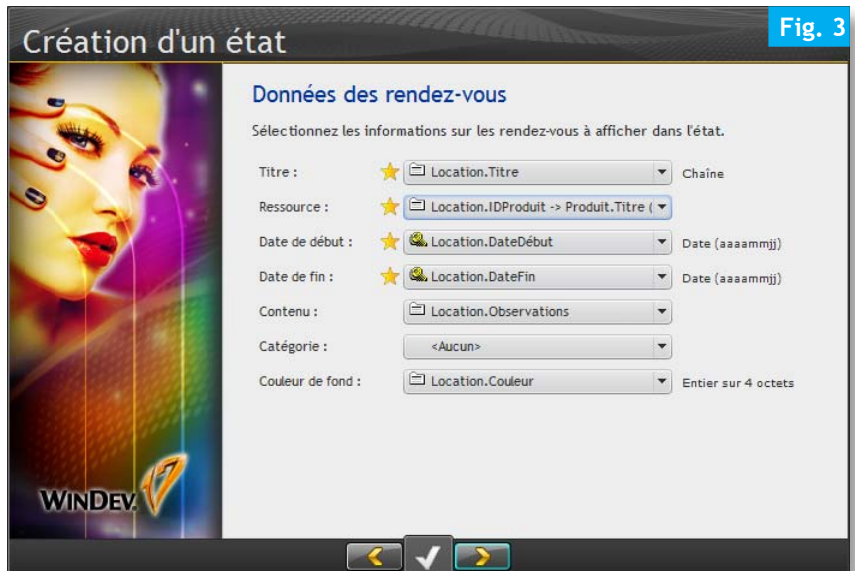 Création d'un état
Fig. 3
Données des rendez-vous
Sélectionnez les informations sur les rendez-vous à afficher dans l'état.
Titre : Location.Titre Chaîne
Ressource : Location.IDProduit -> Produit.Titre (
Date de début : Location.DateDébut Date (aaaammjj)
Date de fin : Location.DateFin Date (aaaammjj)
Contenu : Location.Observations
Catégorie : <Aucun>
Couleur de fond : Location.Couleur Entier sur 4 octets
WINDEV. 17